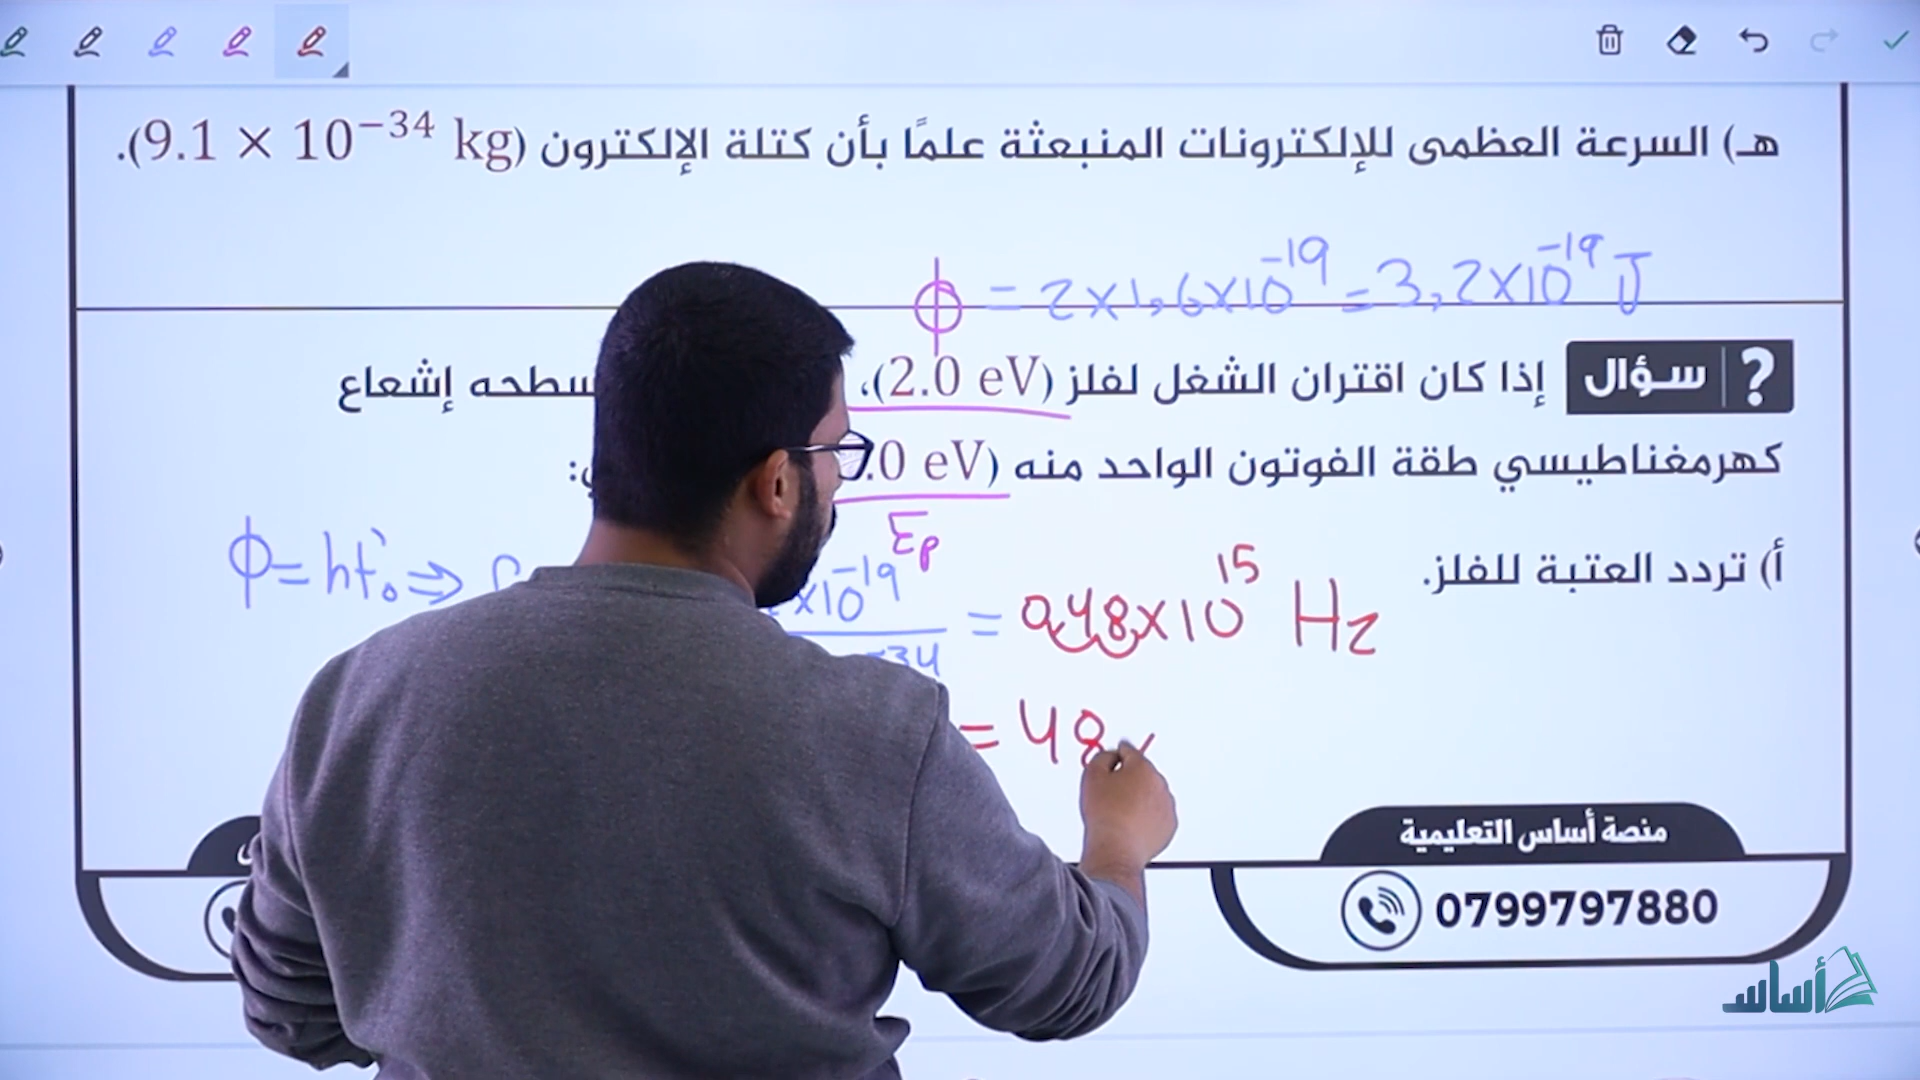 هـ) السرعة العظمى للإلكترونات المنبعثة علمًا بأن كتلة الإلكترون (9.1 × 10⁻³⁴ kg).
ϕ = 2×1,6×10⁻¹⁹ = 3,2×10⁻¹⁹ J
? سؤال إذا كان اقتران الشغل لفلز (2.0 eV)، سطحه إشعاع
كهرمغناطيسي طقة الفوتون الواحد منه (.0 eV
Eₚ
أ) تردد العتبة للفلز.
ϕ = hf₀ ⇒ ×10⁻¹⁹ = 0,48×10¹⁵ Hz
⁻³⁴
= 48×
منصة أساس التعليمية
0799797880
أساس